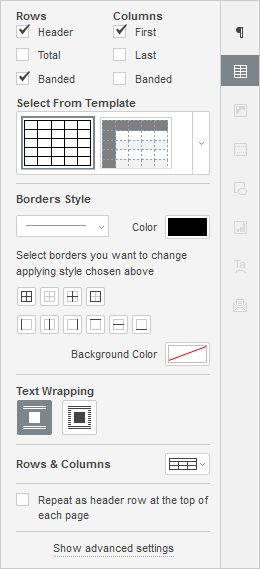 Rows Columns
Header First
Total Last
Banded Banded
Select From Template
Borders Style
Color
Select borders you want to change
applying style chosen above
Background Color
Text Wrapping
Rows & Columns
Repeat as header row at the top of
each page
Show advanced settings
Ta